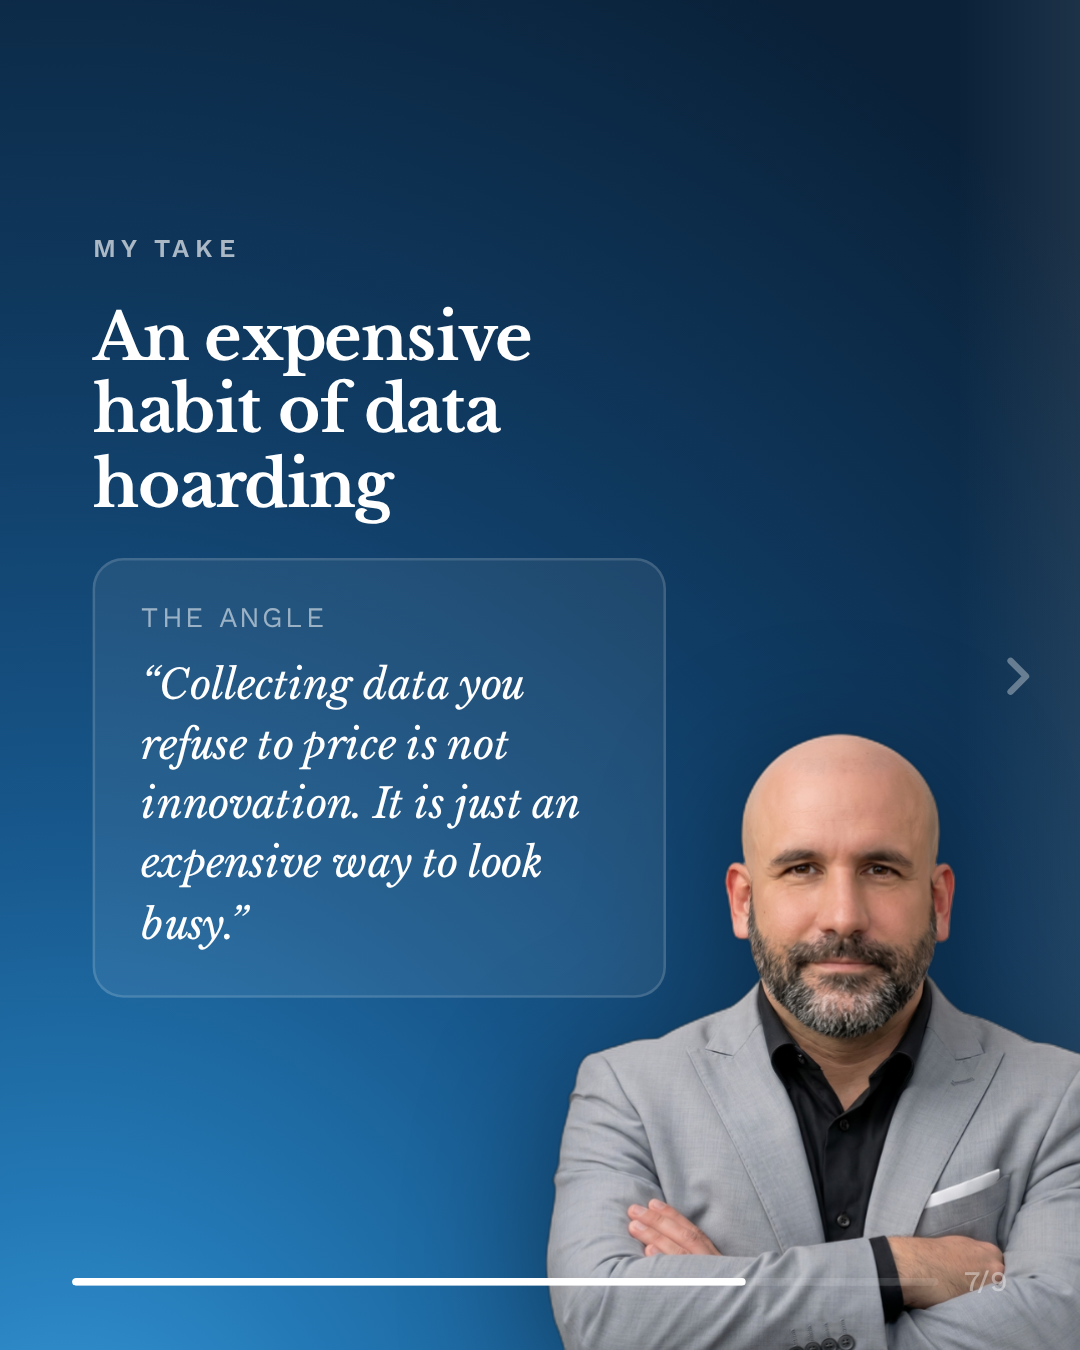 MY TAKE
An expensive
habit of data
hoarding
THE ANGLE
“Collecting data you
refuse to price is not
innovation. It is just an
expensive way to look
busy.”
7/9